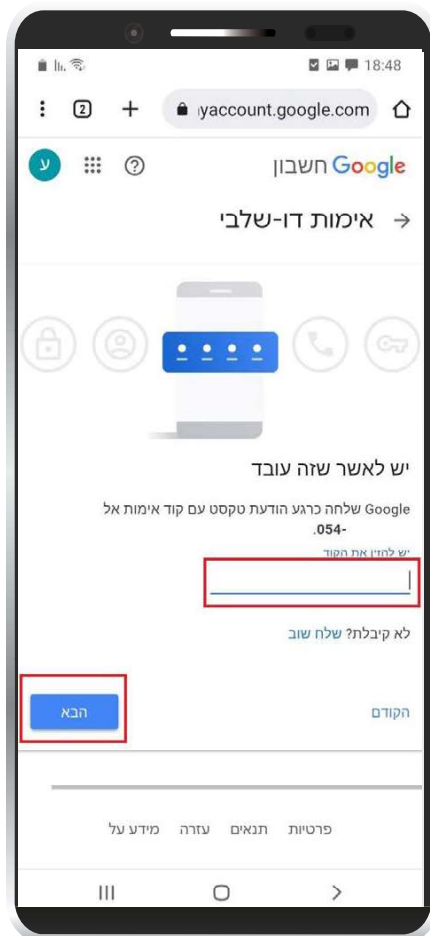 18:48
2 + yaccount.google.com
ע
חשבון Google
אימות דו-שלבי
יש לאשר שזה עובד
Google שלחה כרגע הודעת טקסט עם קוד אימות אל
054-.
יש להזין את הקוד
לא קיבלת? שלח שוב
הקודם הבא
פרטיות תנאים עזרה מידע על